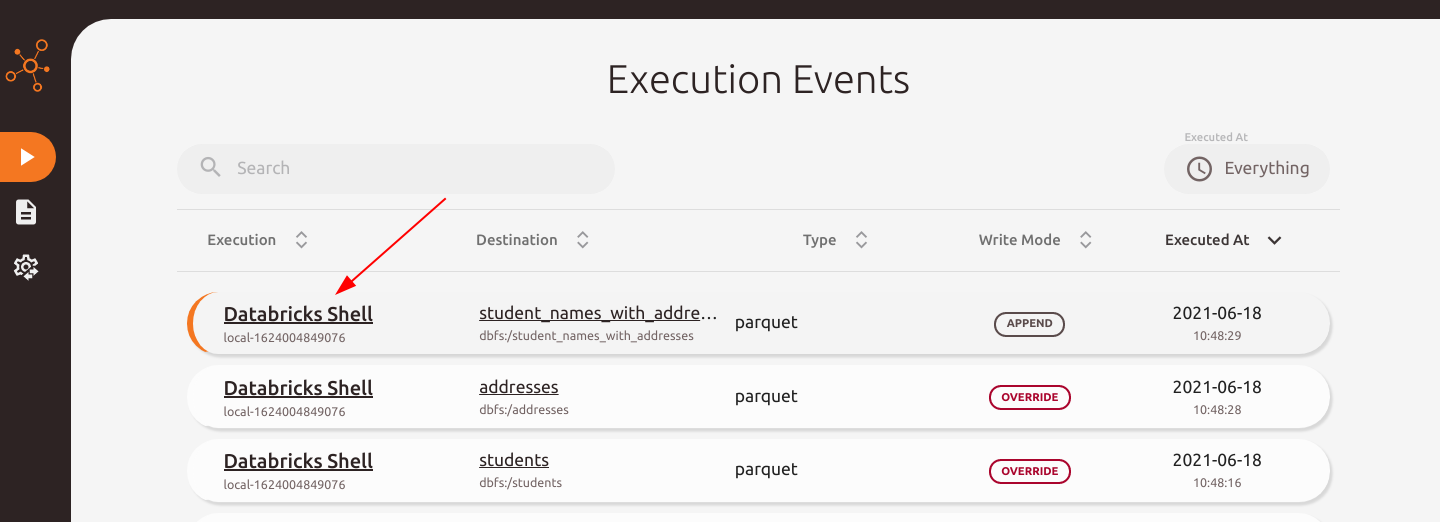 Execution Events
Executed At
Search
Everything
Execution Destination Type Write Mode Executed At
Databricks Shell student_names_with_addre... parquet APPEND 2021-06-18
local-1624004849076 dbfs:/student_names_with_addresses 10:48:29
Databricks Shell addresses parquet OVERRIDE 2021-06-18
local-1624004849076 dbfs:/addresses 10:48:28
Databricks Shell students parquet OVERRIDE 2021-06-18
local-1624004849076 dbfs:/students 10:48:16